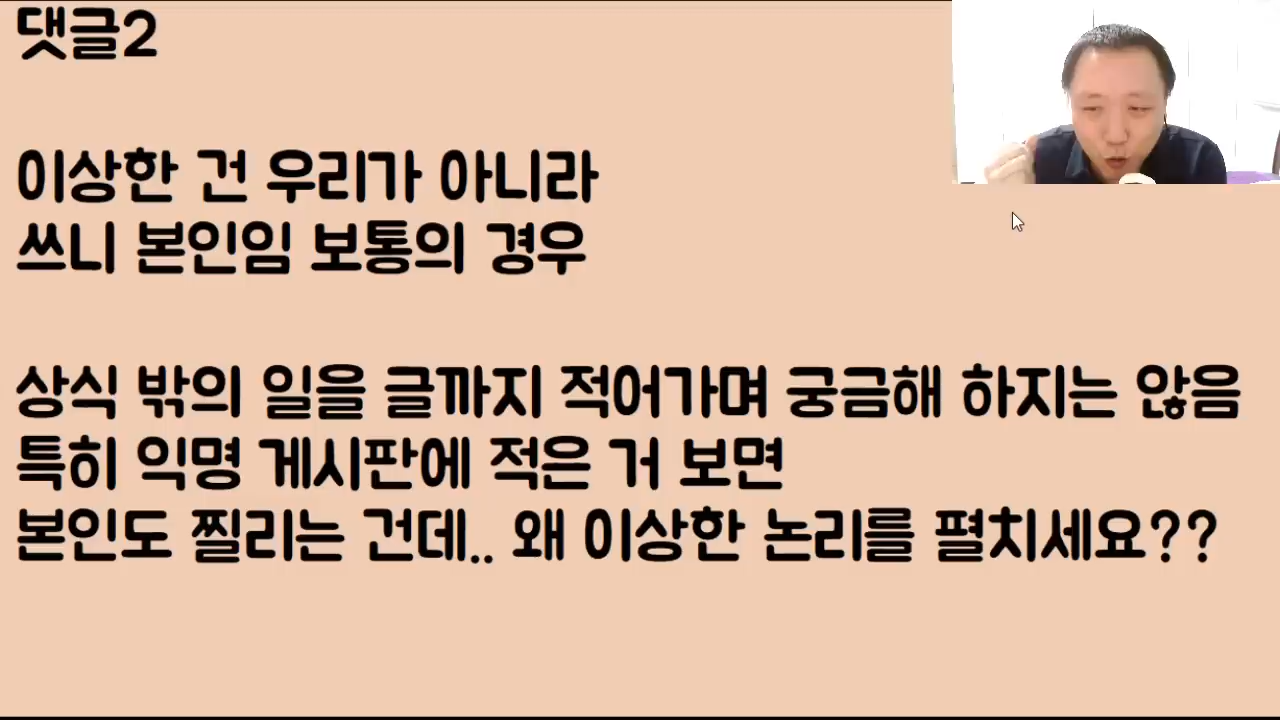 댓글2
이상한 건 우리가 아니라
쓰니 본인임 보통의 경우
상식 밖의 일을 글까지 적어가며 궁금해 하지는 않음
특히 익명 게시판에 적은 거 보면
본인도 찔리는 건데.. 왜 이상한 논리를 펼치세요??